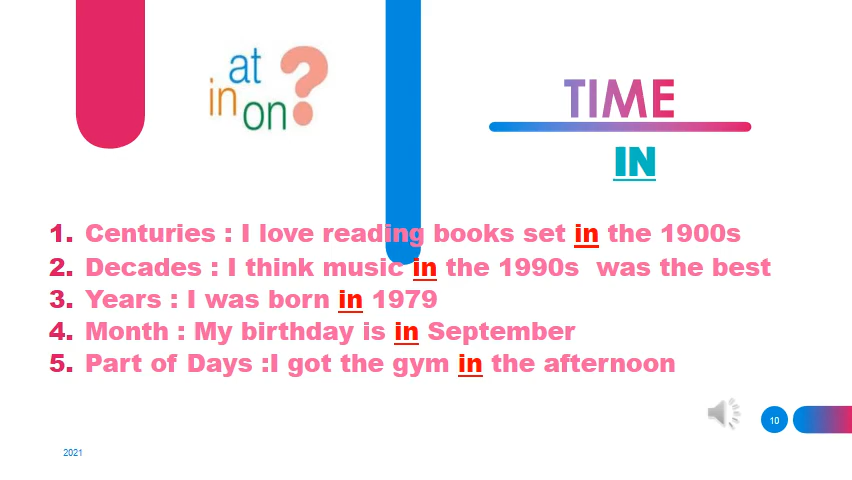 at
in on?
TIME
IN
1. Centuries : I love reading books set in the 1900s
2. Decades : I think music in the 1990s was the best
3. Years : I was born in 1979
4. Month : My birthday is in September
5. Part of Days :I got the gym in the afternoon
10
2021